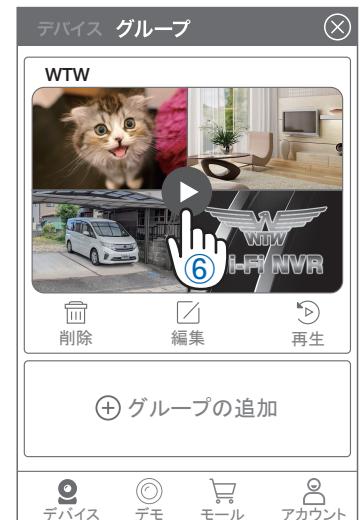 デバイス グループ
WTW
WTW
i-Fi NVR
⑥
削除 編集 再生
グループの追加
デバイス デモ モール アカウント